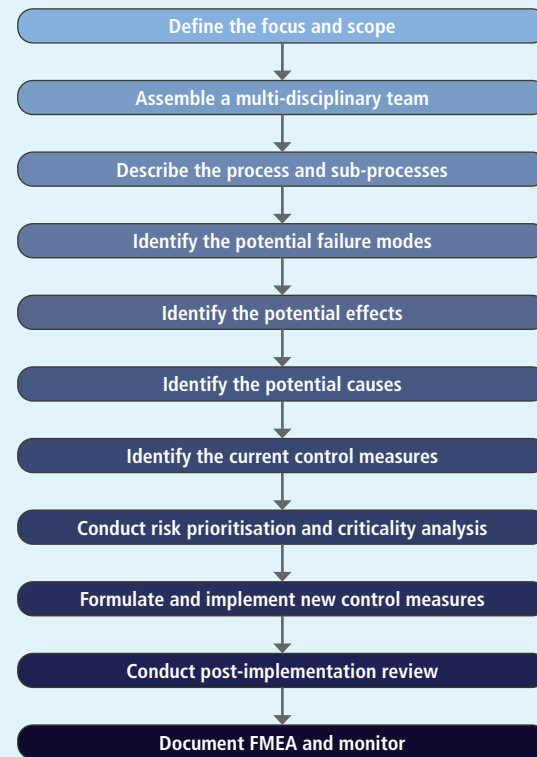 Define the focus and scope
Assemble a multi-disciplinary team
Describe the process and sub-processes
Identify the potential failure modes
Identify the potential effects
Identify the potential causes
Identify the current control measures
Conduct risk prioritisation and criticality analysis
Formulate and implement new control measures
Conduct post-implementation review
Document FMEA and monitor